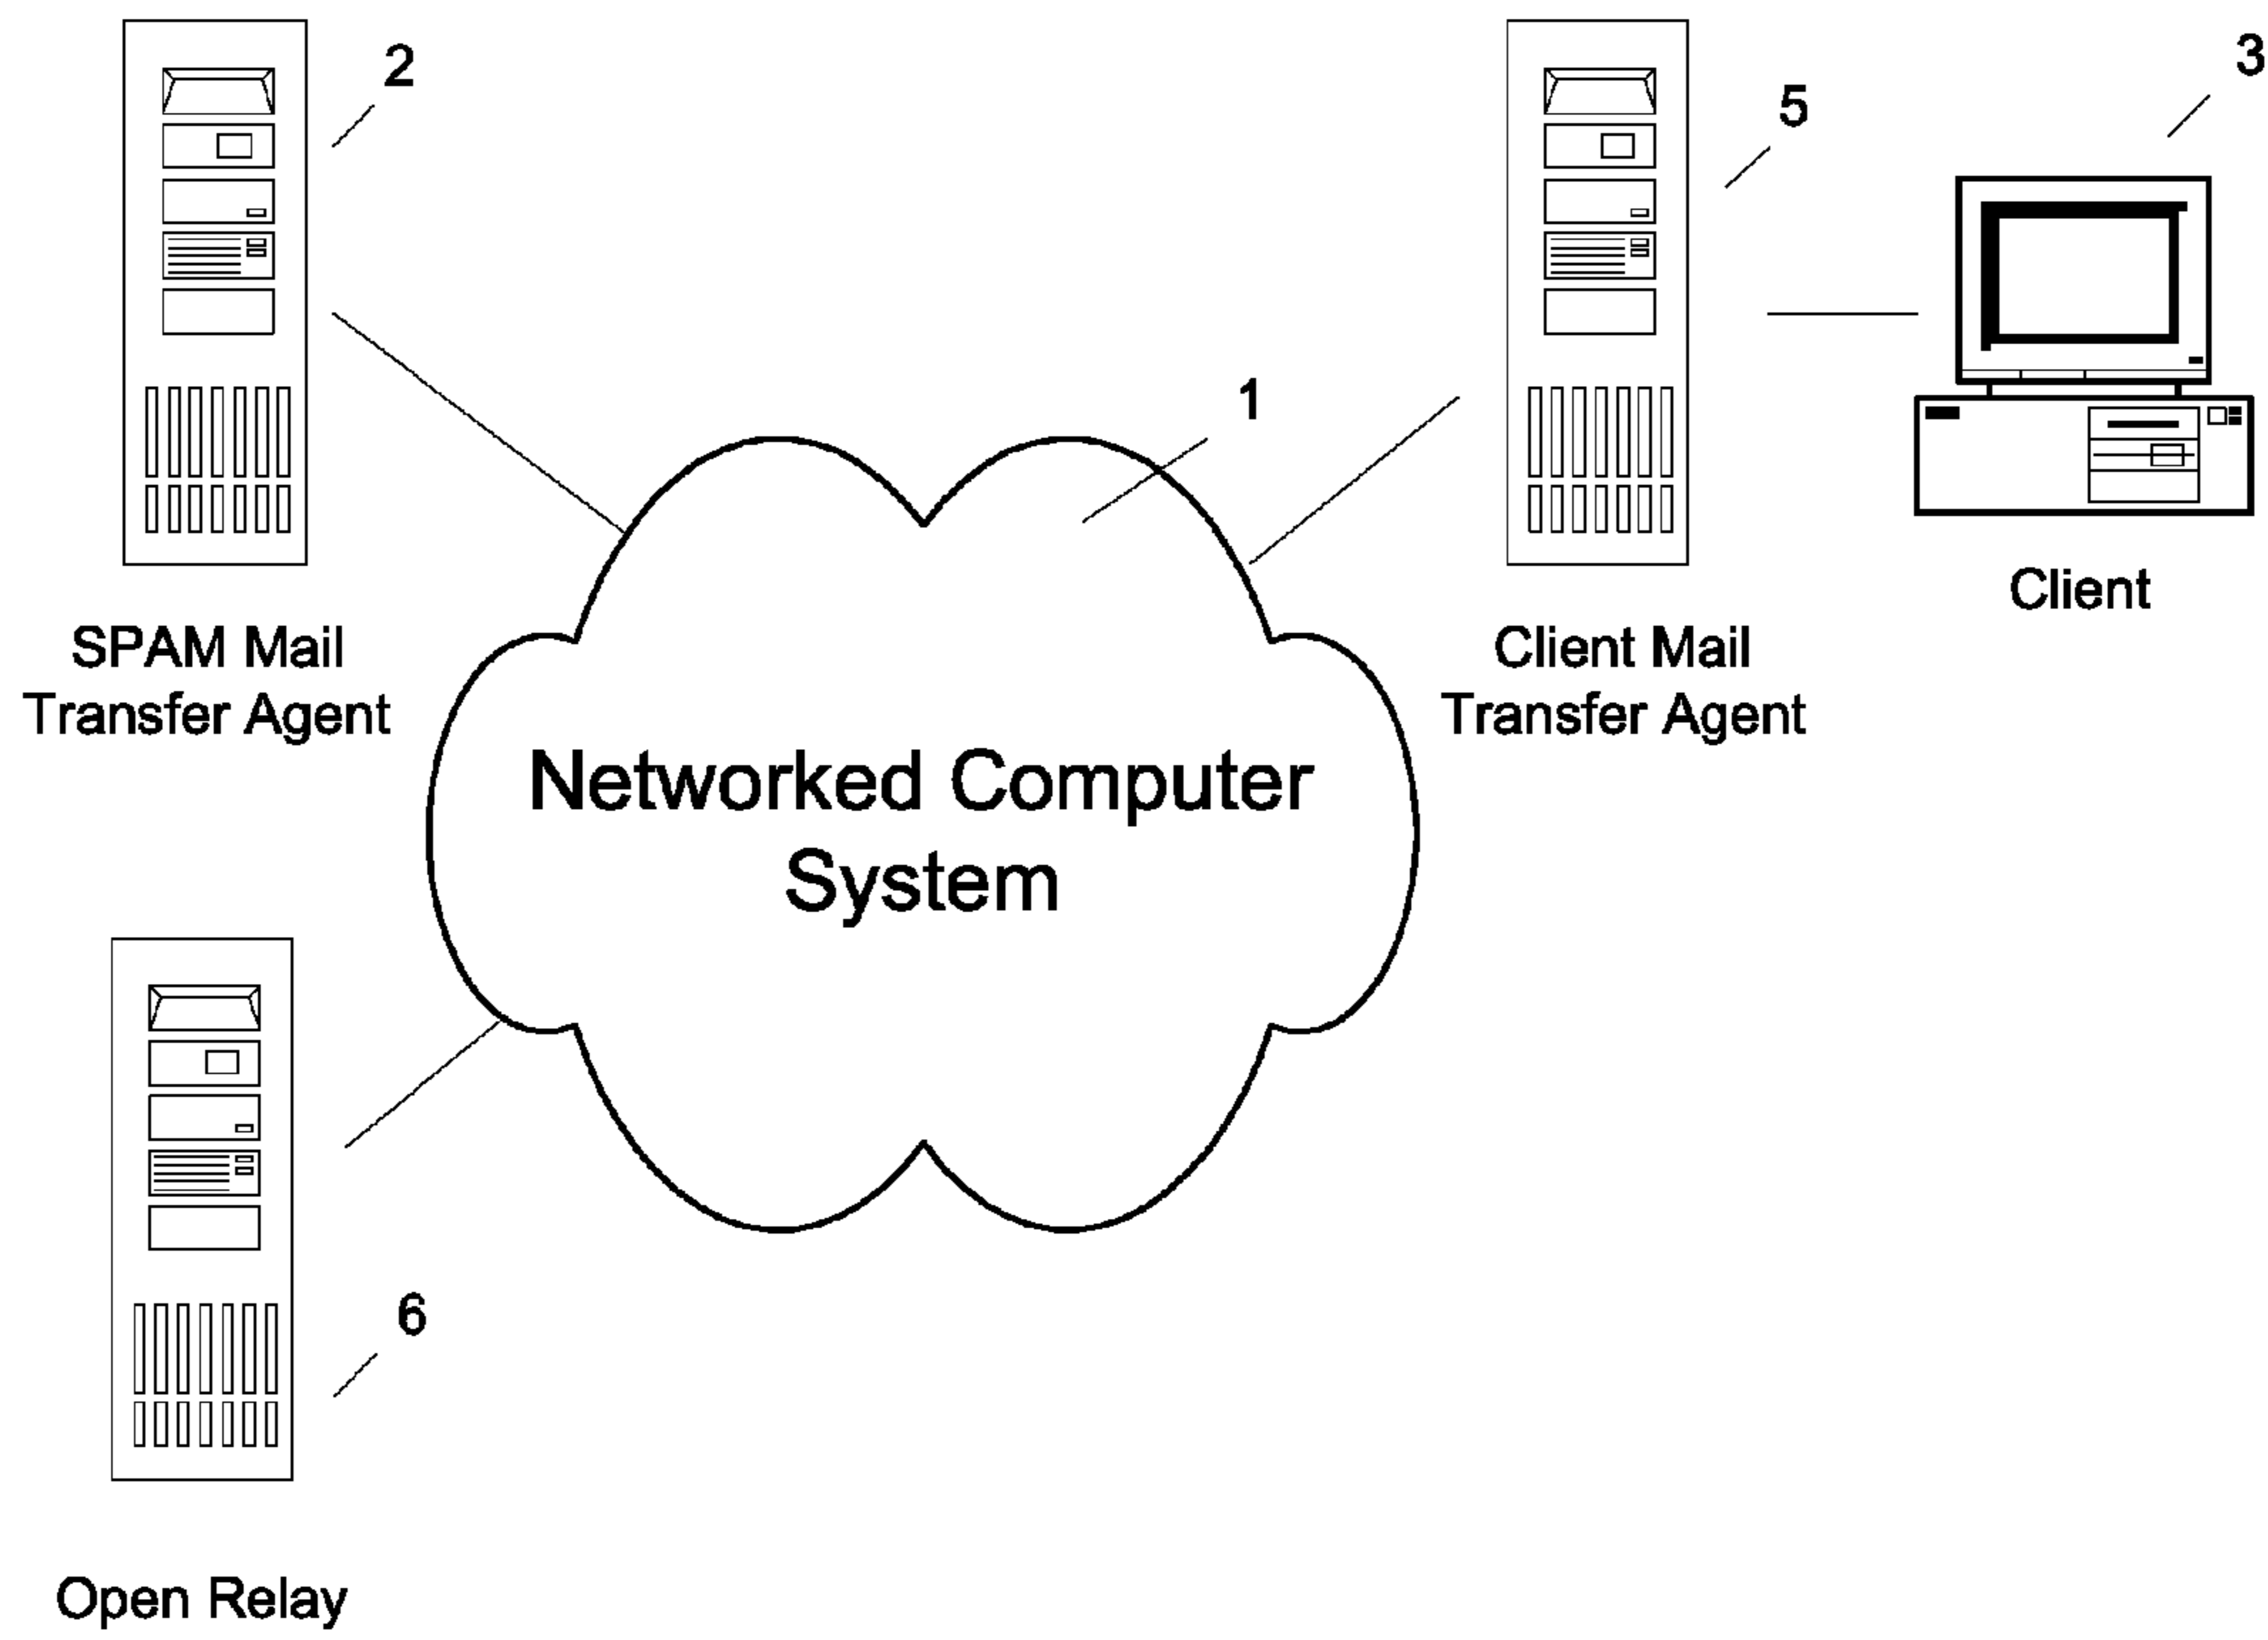 2
3
5
1
Client
SPAM Mail
Transfer Agent
Client Mail
Transfer Agent
Networked Computer
System
6
Open Relay